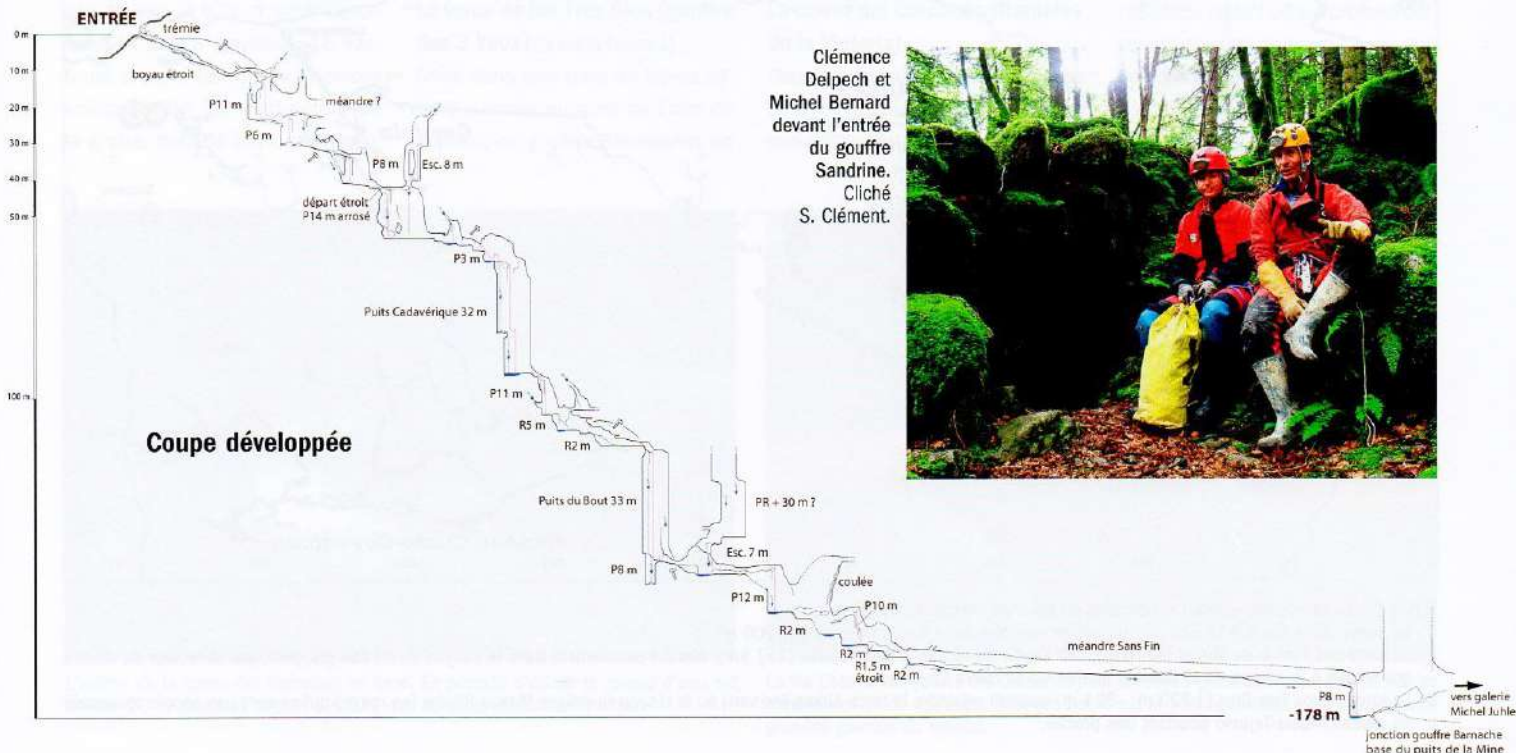 ENTRÉE
trémie
0 m
boyau étroit
10 m
P11 m
méandre ?
20 m
P6 m
30 m
P8 m
Esc. 8 m
40 m
départ étroit
P14 m arrosé
50 m
P3 m
Puits Cadavérique 32 m
100 m
P11 m
R5 m
R2 m
Coupe développée
Puits du Bout 33 m
PR + 30 m ?
Esc. 7 m
P8 m
coulée
P12 m
P10 m
R2 m
R2 m
R1.5 m
étroit
R2 m
méandre Sans Fin
P8 m
-178 m
vers galerie
Michel Juhle
jonction gouffre Barnache
base du puits de la Mine
Clémence
Delpech et
Michel Bernard
devant l'entrée
du gouffre
Sandrine.
Cliché
S. Clément.